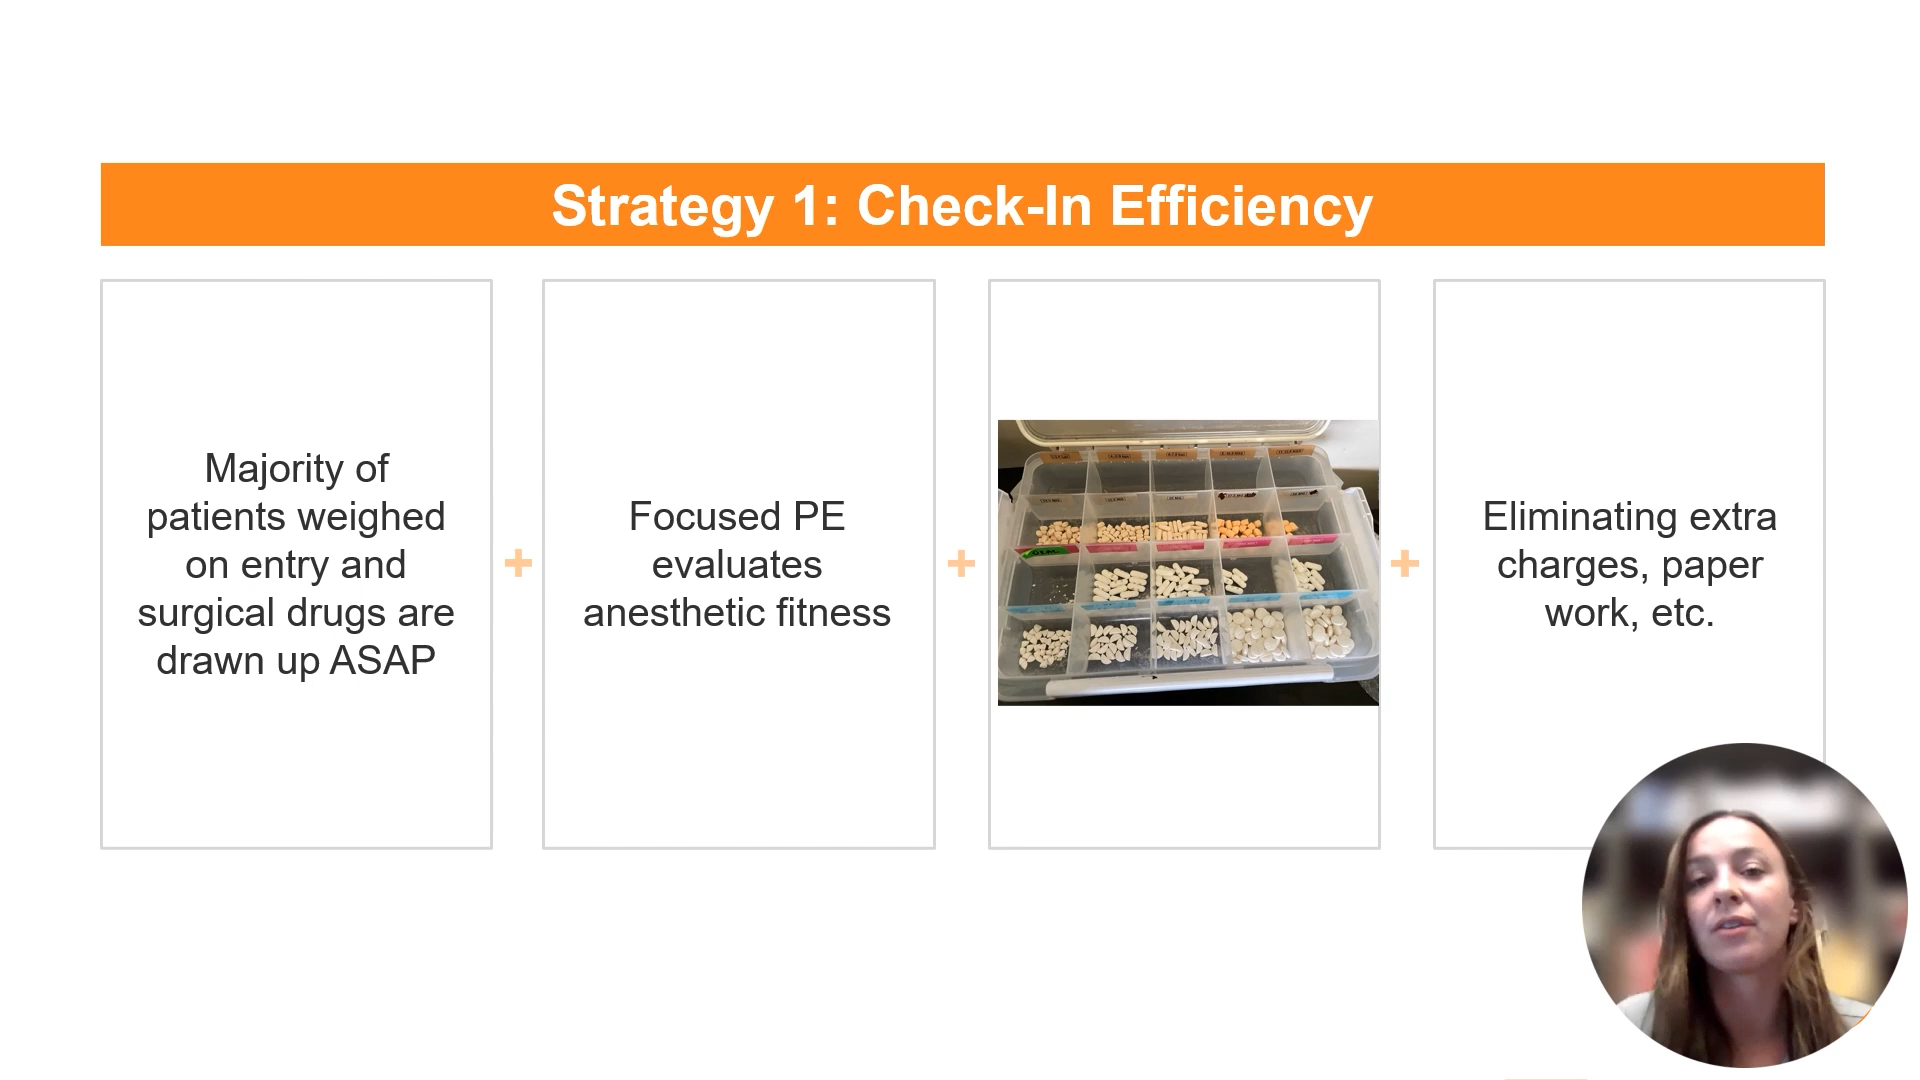 Strategy 1: Check-In Efficiency
Majority of
patients weighed
on entry and
surgical drugs are
drawn up ASAP
+
Focused PE
evaluates
anesthetic fitness
+
+
Eliminating extra
charges, paper
work, etc.